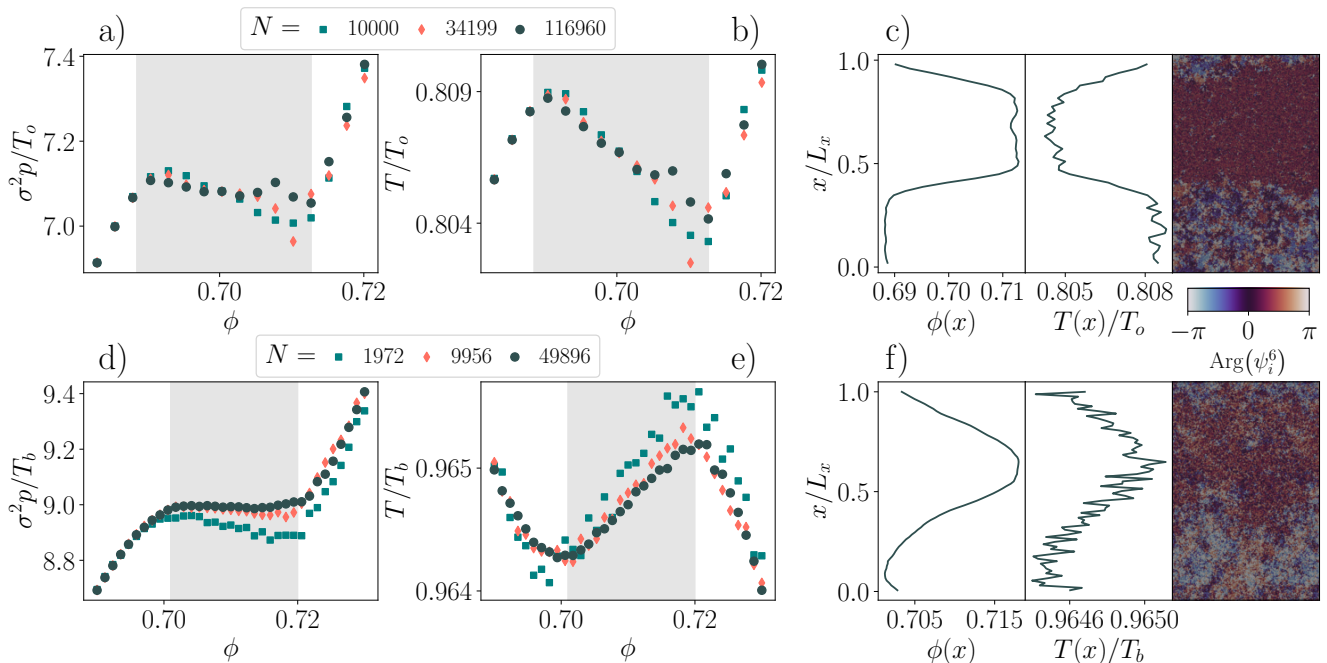 a)
N =
10000
34199
116960
b)
c)
7.4
7.2
7.0
σ²p/T_o
0.70
0.72
ϕ
0.809
0.804
T/T_o
0.70
0.72
ϕ
1.0
0.5
0.0
x/L_x
0.69
0.70
0.71
ϕ(x)
0.805
0.808
T(x)/T_o
−π
0
π
Arg(ψ_i^6)
d)
N =
1972
9956
49896
e)
f)
9.4
9.2
9.0
8.8
σ²p/T_b
0.70
0.72
ϕ
0.965
0.964
T/T_b
0.70
0.72
ϕ
1.0
0.5
0.0
x/L_x
0.705
0.715
ϕ(x)
0.9646
0.9650
T(x)/T_b